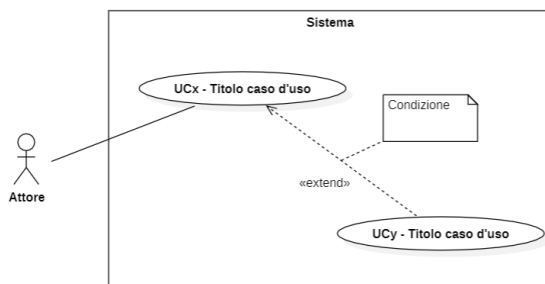 Sistema
UCx - Titolo caso d'uso
Condizione
Attore
«extend»
UCy - Titolo caso d'uso